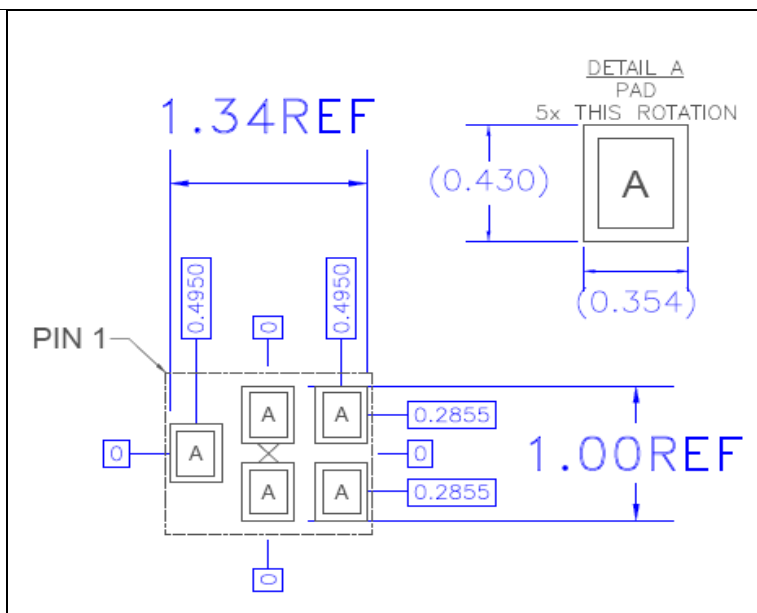 DETAIL A
PAD
5x THIS ROTATION
1.34REF
(0.430)
A
(0.354)
0.4950
0
0.4950
PIN 1
A
A
0.2855
0
A
0
1.00REF
A
A
0.2855
0